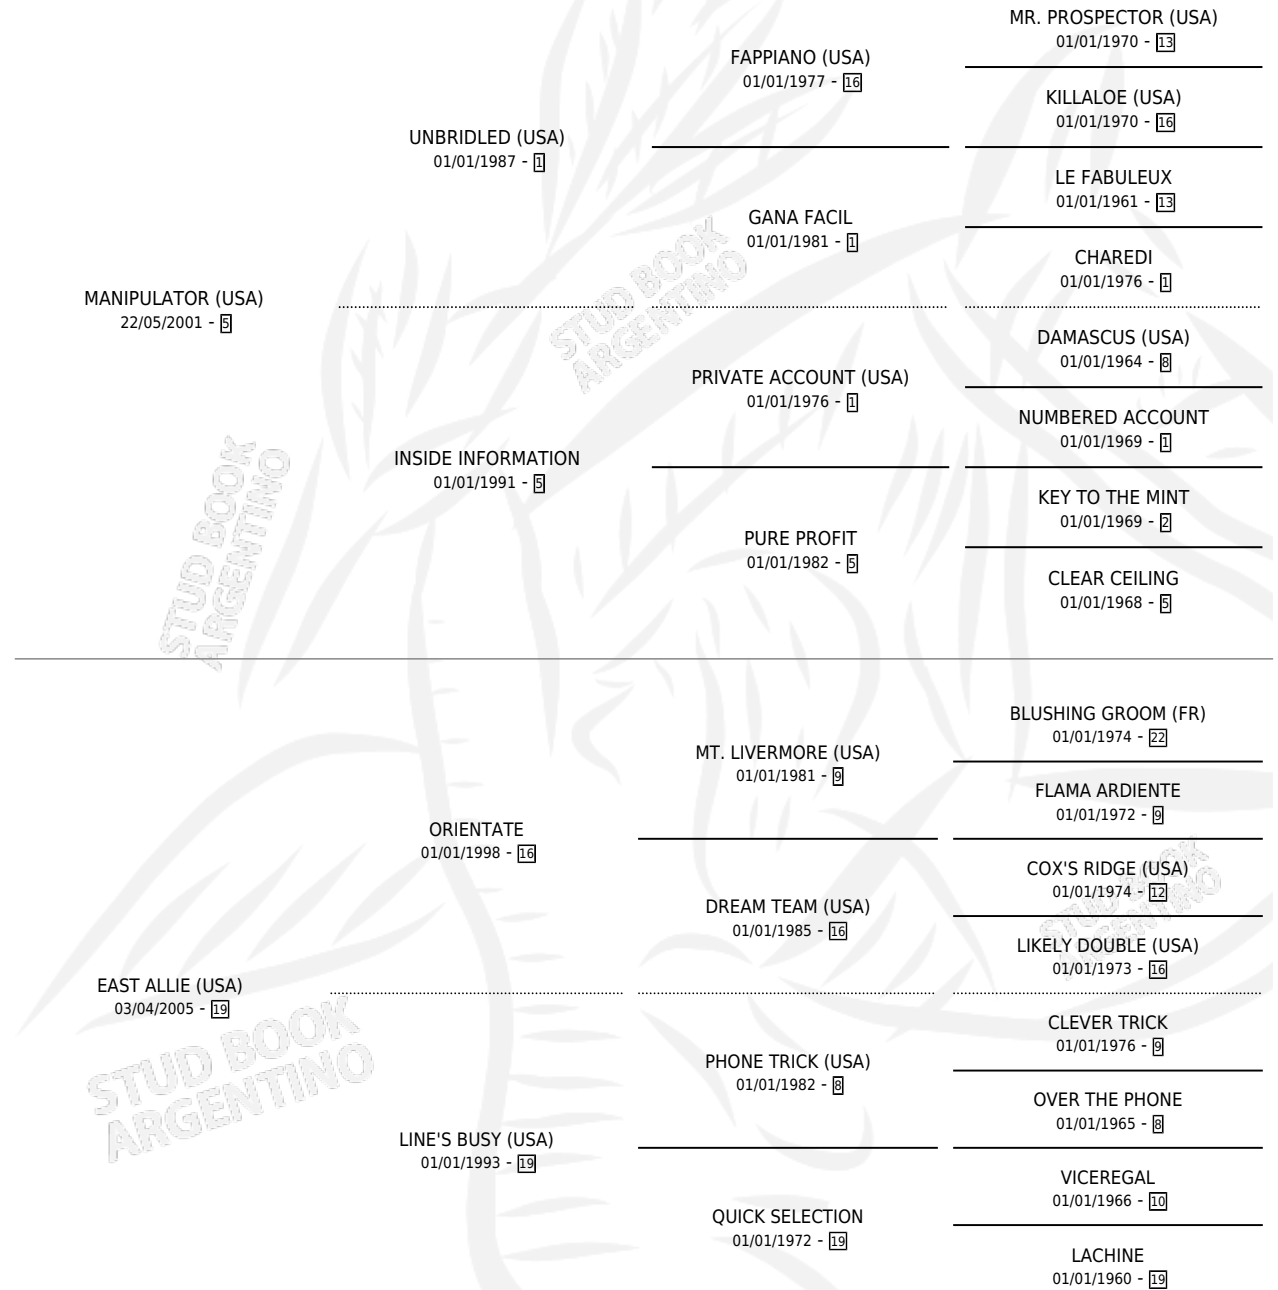 MR. PROSPECTOR (USA)
01/01/1970 - 13
FAPPIANO (USA)
01/01/1977 - 16
KILLALOE (USA)
01/01/1970 - 16
UNBRIDLED (USA)
01/01/1987 - 1
LE FABULEUX
01/01/1961 - 13
GANA FACIL
01/01/1981 - 1
CHAREDI
01/01/1976 - 1
MANIPULATOR (USA)
22/05/2001 - 5
DAMASCUS (USA)
01/01/1964 - 8
PRIVATE ACCOUNT (USA)
01/01/1976 - 1
NUMBERED ACCOUNT
01/01/1969 - 1
INSIDE INFORMATION
01/01/1991 - 5
KEY TO THE MINT
01/01/1969 - 2
PURE PROFIT
01/01/1982 - 5
CLEAR CEILING
01/01/1968 - 5
BLUSHING GROOM (FR)
01/01/1974 - 22
MT. LIVERMORE (USA)
01/01/1981 - 9
FLAMA ARDIENTE
01/01/1972 - 9
ORIENTATE
01/01/1998 - 16
COX'S RIDGE (USA)
01/01/1974 - 12
DREAM TEAM (USA)
01/01/1985 - 16
LIKELY DOUBLE (USA)
01/01/1973 - 16
EAST ALLIE (USA)
03/04/2005 - 19
CLEVER TRICK
01/01/1976 - 9
PHONE TRICK (USA)
01/01/1982 - 8
OVER THE PHONE
01/01/1965 - 8
LINE'S BUSY (USA)
01/01/1993 - 19
VICEREGAL
01/01/1966 - 10
QUICK SELECTION
01/01/1972 - 19
LACHINE
01/01/1960 - 19
STUD BOOK
ARGENTINO
STUD BOOK
ARGENTINO
STUD BOOK
ARGENTINO
STUD BOOK
ARGENTINO